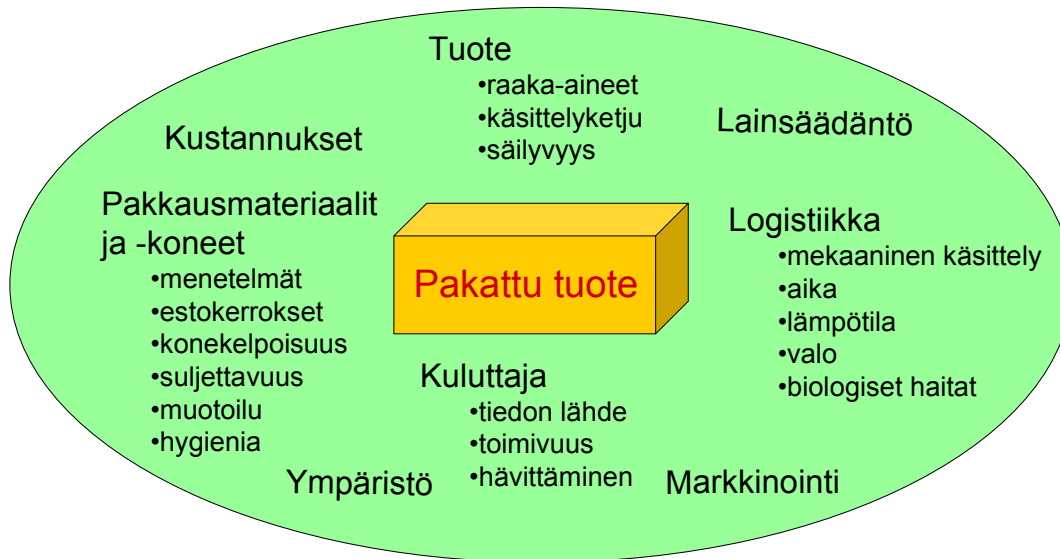 Tuote
•raaka-aineet
•käsittelyketju
•säilyvyys
Kustannukset
Lainsäädäntö
Pakkausmateriaalit
ja -koneet
•menetelmät
•estokerrokset
•konekelpoisuus
•suljettavuus
•muotoilu
•hygienia
Pakattu tuote
Logistiikka
•mekaaninen käsittely
•aika
•lämpötila
•valo
•biologiset haitat
Kuluttaja
•tiedon lähde
•toimivuus
•hävittäminen
Ympäristö
Markkinointi